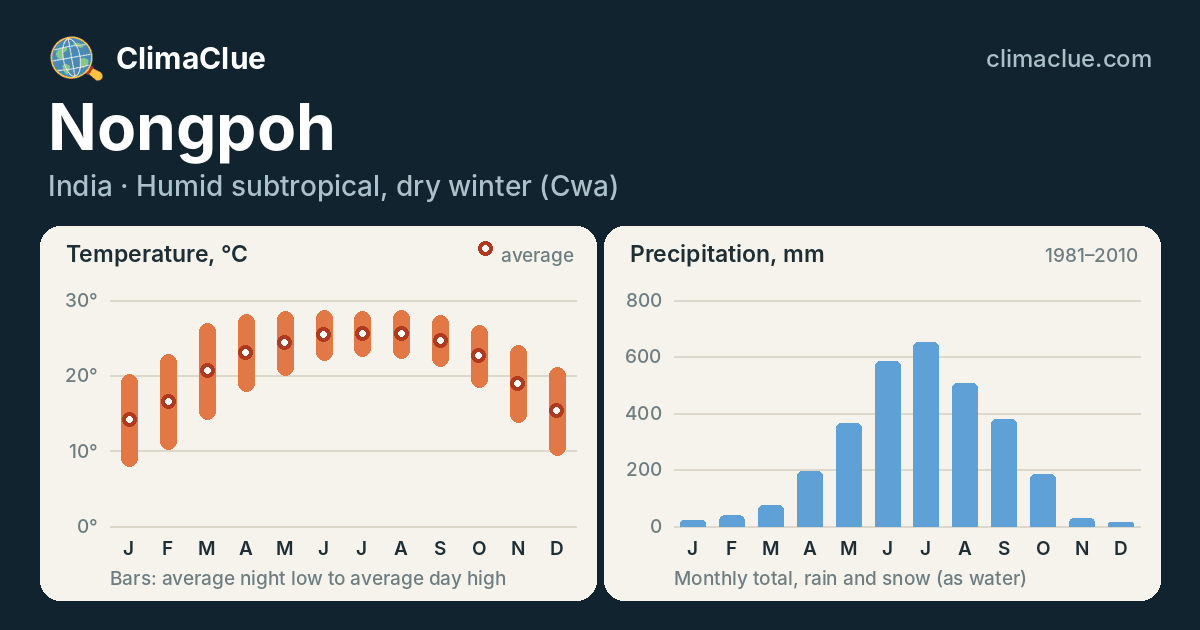 ClimaClue
climaclue.com
Nongpoh
India · Humid subtropical, dry winter (Cwa)
Temperature, °C
average
30°
20°
10°
0°
J F M A M J J A S O N D
Bars: average night low to average day high
Precipitation, mm
1981–2010
800
600
400
200
0
J F M A M J J A S O N D
Monthly total, rain and snow (as water)